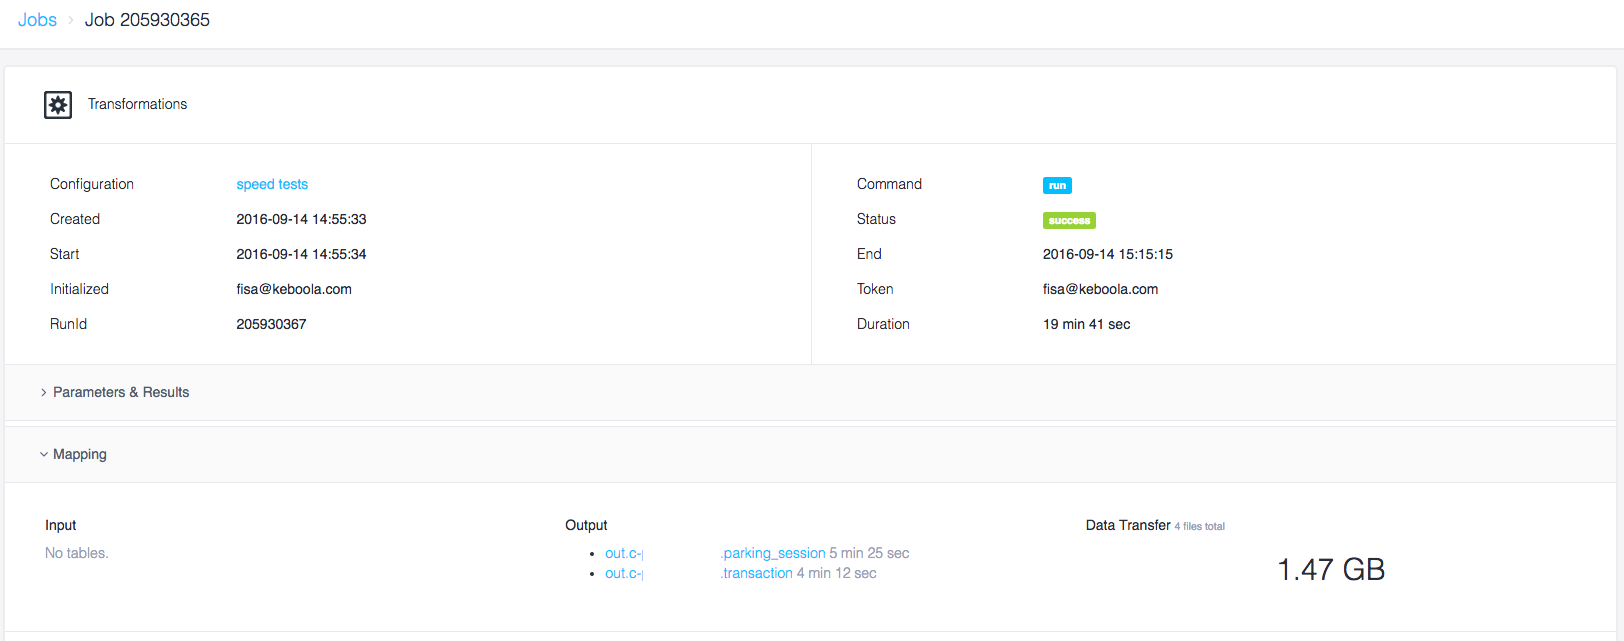 Jobs › Job 205930365
Transformations
Configuration speed tests
Created 2016-09-14 14:55:33
Start 2016-09-14 14:55:34
Initialized fisa@keboola.com
RunId 205930367
Command run
Status success
End 2016-09-14 15:15:15
Token fisa@keboola.com
Duration 19 min 41 sec
Parameters & Results
Mapping
Input
No tables.
Output
out.c- .parking_session 5 min 25 sec
out.c- .transaction 4 min 12 sec
Data Transfer 4 files total
1.47 GB